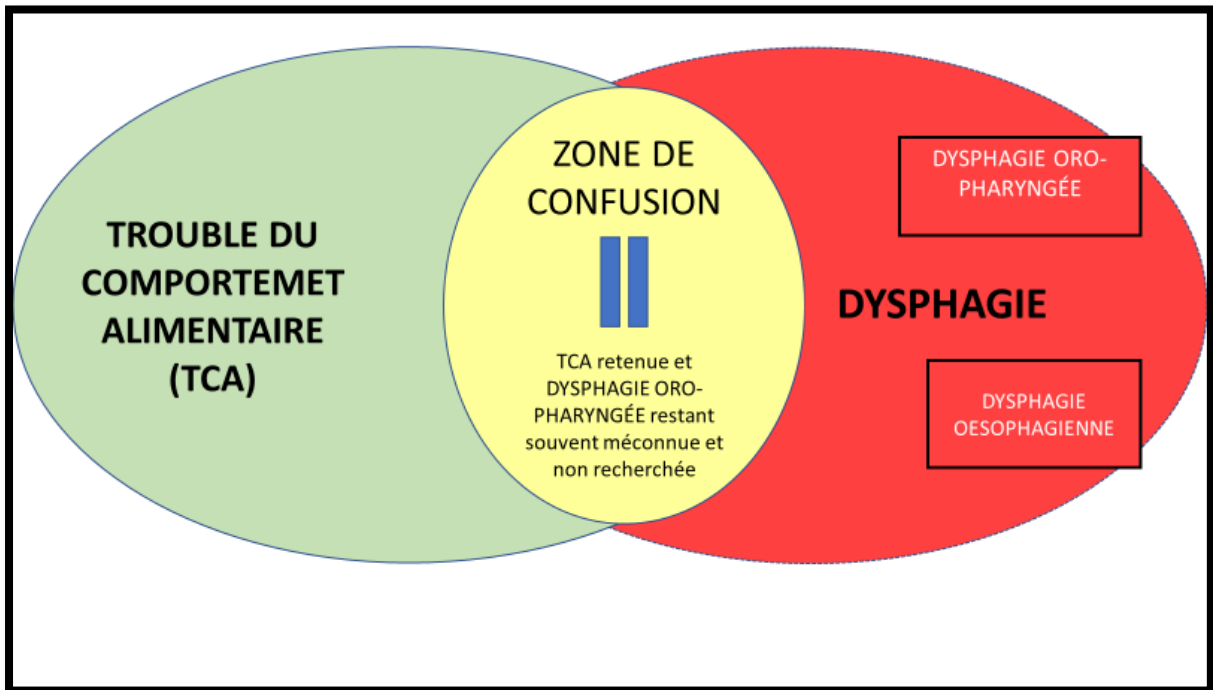 TROUBLE DU
COMPORTEMET
ALIMENTAIRE
(TCA)
ZONE DE
CONFUSION
TCA retenue et
DYSPHAGIE ORO-
PHARYNGÉE restant
souvent méconnue et
non recherchée
DYSPHAGIE ORO-
PHARYNGÉE
DYSPHAGIE
DYSPHAGIE
OESOPHAGIENNE